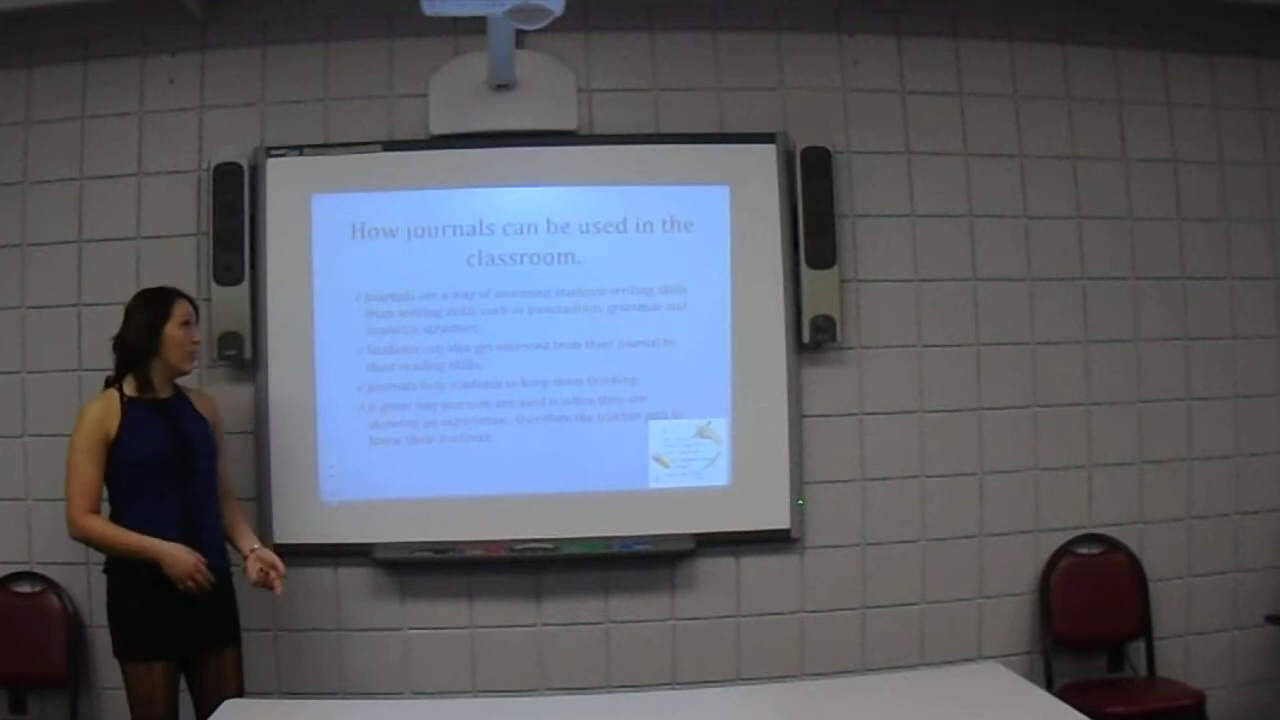 How journals can be used in the
classroom.
Journals are a way of assessing students writing skills
from writing skills such as punctuation, grammar and
sentence structure.
Students can also get assessed from their journal by
their reading skills.
Journals help students to keep when thinking
A great way journals are used is when they are
showing an experience, therefore the teacher gets to
know their students.